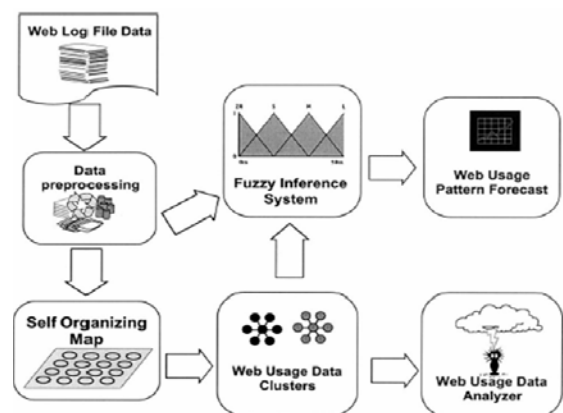 Web Log File Data
Data
preprocessing
Self Organizing
Map
Fuzzy Inference
System
Web Usage Data
Clusters
Web Usage
Pattern Forecast
Web Usage Data
Analyzer